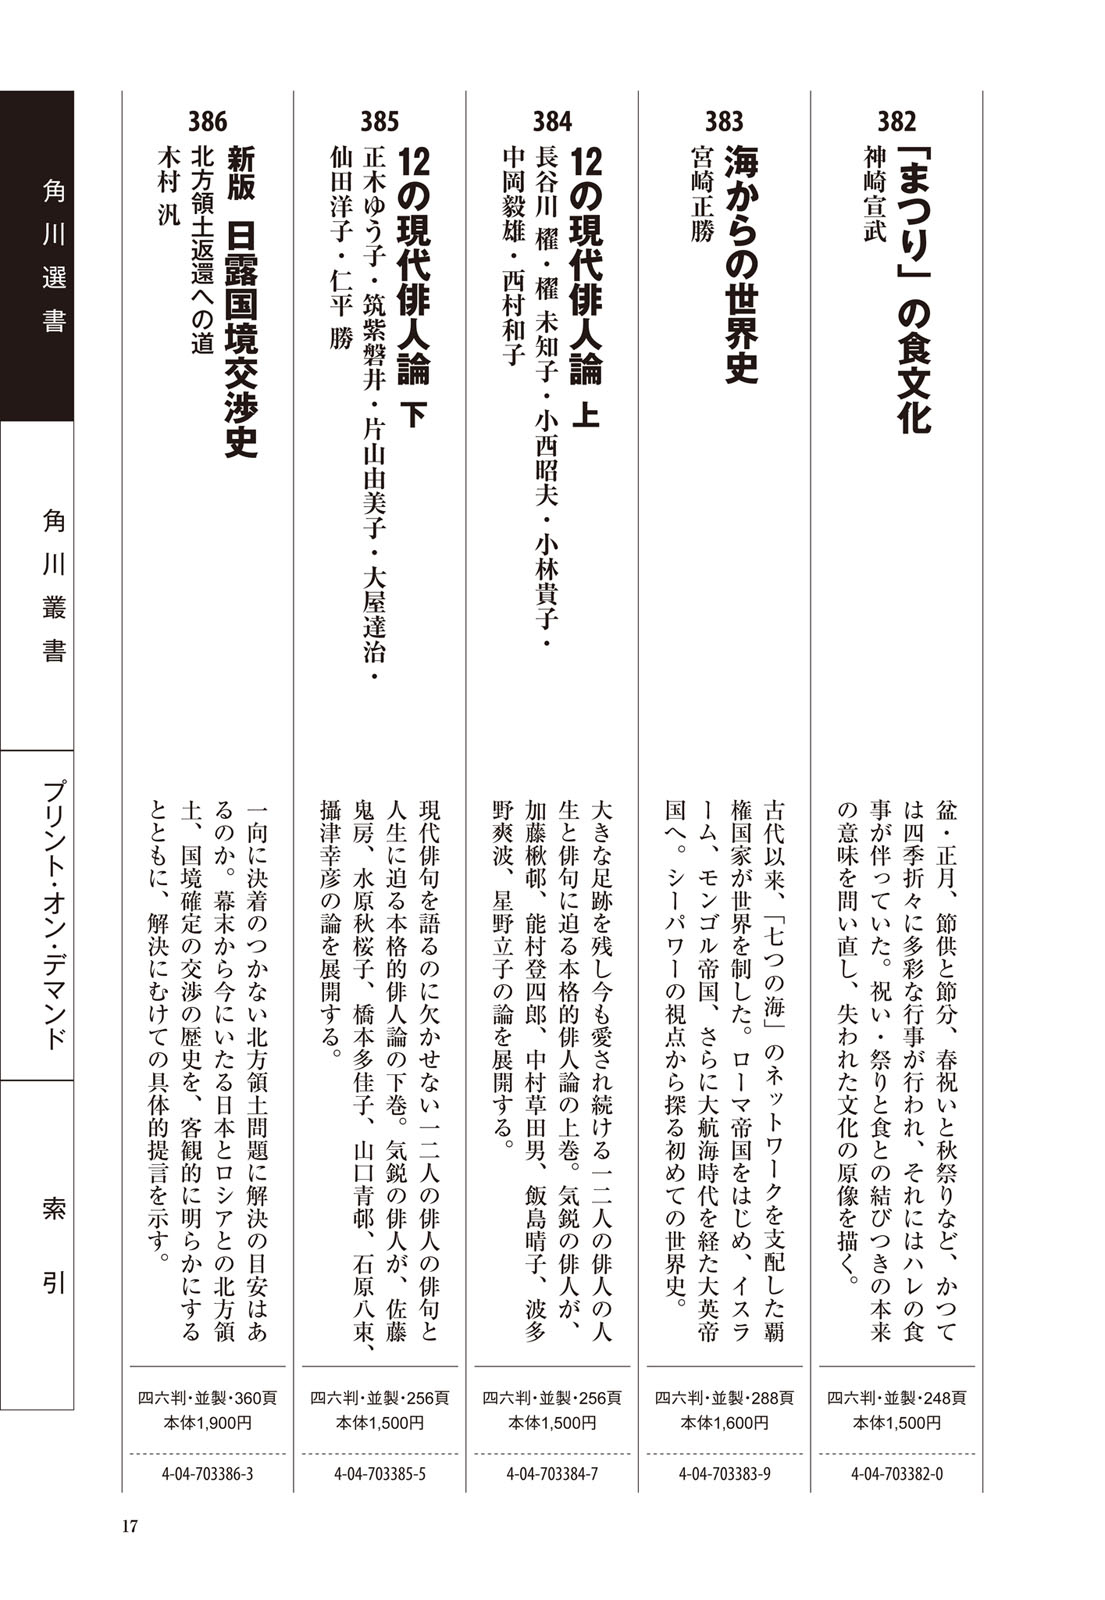 382
「まつり」の食文化
神崎宣武
盆・正月、節供と節分、春祝いと秋祭りなど、かつて
は四季折々に多彩な行事が行われ、それにはハレの食
事が伴っていた。祝い・祭りと食との結びつきの本来
の意味を問い直し、失われた文化の原像を描く。
四六判・並製・248頁
本体1,500円
4-04-703382-0
383
海からの世界史
宮崎正勝
古代以来、「七つの海」のネットワークを支配した覇
権国家が世界を制した。ローマ帝国をはじめ、イスラ
ーム、モンゴル帝国、さらに大航海時代を経た大英帝
国へ。シーパワーの視点から探る初めての世界史。
四六判・並製・288頁
本体1,600円
4-04-703383-9
384
12の現代俳人論 上
長谷川 櫂・櫂 未知子・小西昭夫・小林貴子・
中岡毅雄・西村和子
大きな足跡を残し今も愛され続ける一二人の俳人の人
生と俳句に迫る本格的俳人論の上巻。気鋭の俳人が、
加藤楸邨、能村登四郎、中村草田男、飯島晴子、波多
野爽波、星野立子の論を展開する。
四六判・並製・256頁
本体1,500円
4-04-703384-7
385
12の現代俳人論 下
正木ゆう子・筑紫磐井・片山由美子・大屋達治・
仙田洋子・仁平 勝
現代俳句を語るのに欠かせない一二人の俳人の俳句と
人生に迫る本格的俳人論の下巻。気鋭の俳人が、佐藤
鬼房、水原秋桜子、橋本多佳子、山口青邨、石原八束、
攝津幸彦の論を展開する。
四六判・並製・256頁
本体1,500円
4-04-703385-5
386
新版 日露国境交渉史
北方領土返還への道
木村 汎
一向に決着のつかない北方領土問題に解決の目安はあ
るのか。幕末から今にいたる日本とロシアとの北方領
土、国境確定の交渉の歴史を、客観的に明らかにする
とともに、解決にむけての具体的提言を示す。
四六判・並製・360頁
本体1,900円
4-04-703386-3
角川選書
角川叢書
プリント・オン・デマンド
索引
17